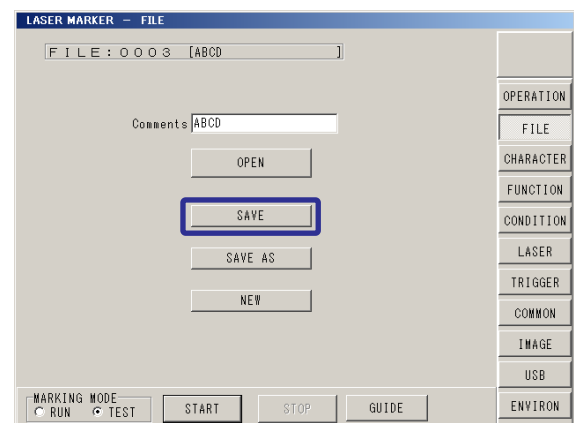 LASER MARKER － FILE
ＦＩＬＥ：０００３ [ABCD ]
Comments ABCD
OPEN
SAVE
SAVE AS
NEW
OPERATION
FILE
CHARACTER
FUNCTION
CONDITION
LASER
TRIGGER
COMMON
IMAGE
USB
ENVIRON
MARKING MODE
RUN TEST
START STOP GUIDE